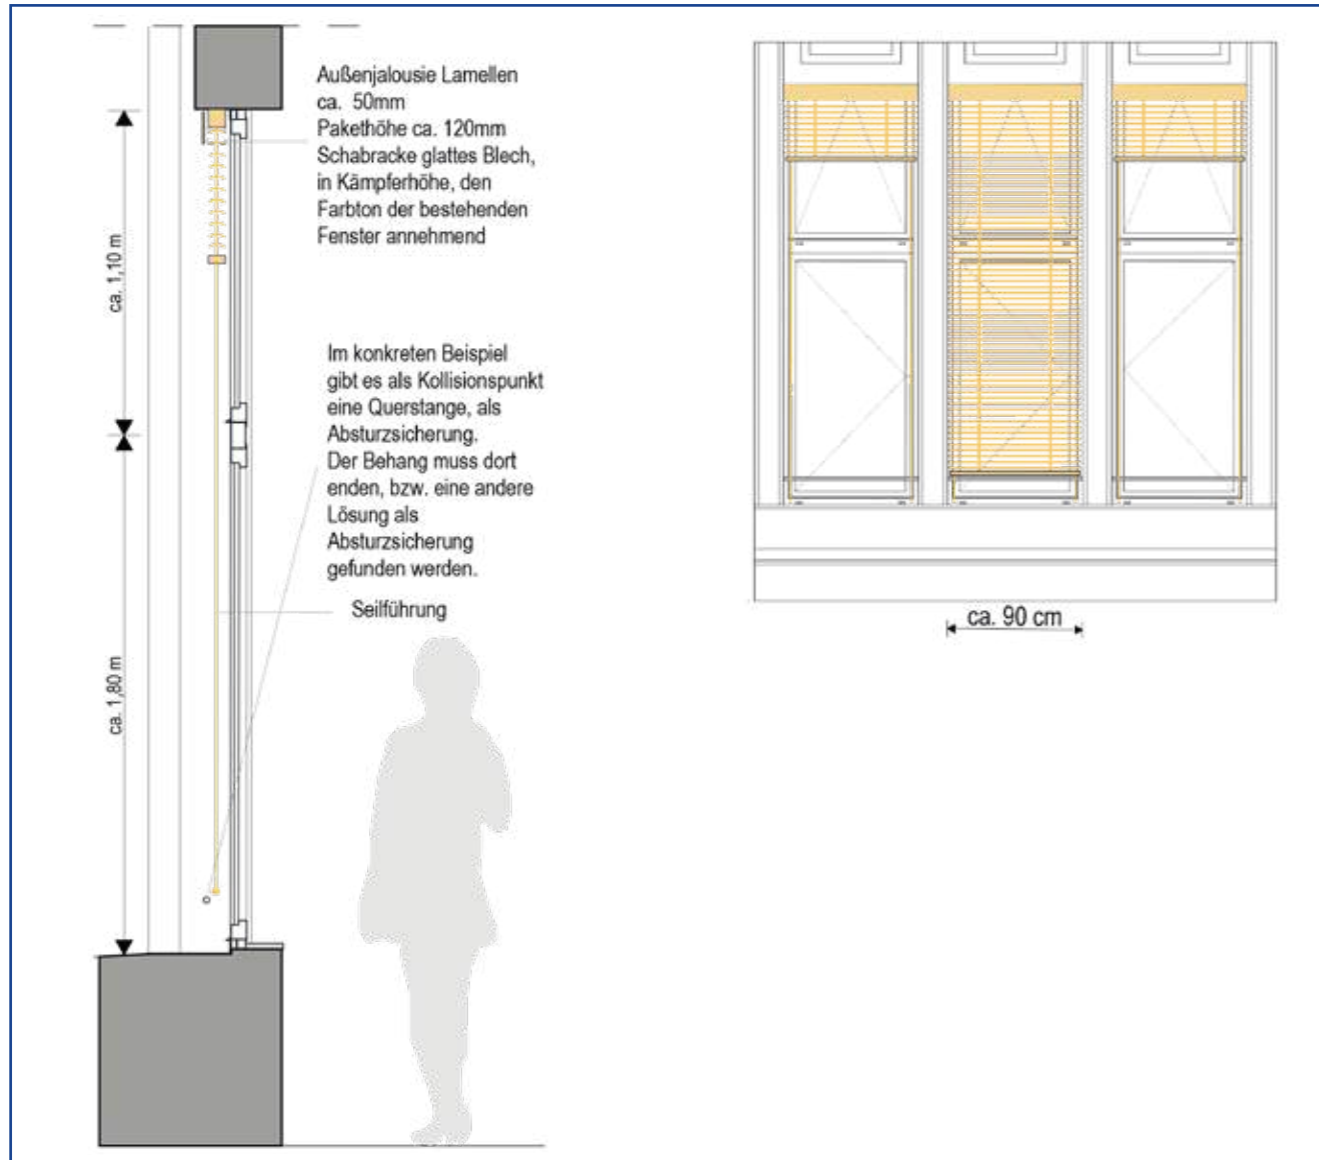 Außenjalousie Lamellen
ca. 50mm
Pakethöhe ca. 120mm
Schabracke glattes Blech,
in Kämpferhöhe, den
Farbton der bestehenden
Fenster annehmend
ca. 1,10 m
Im konkreten Beispiel
gibt es als Kollisionspunkt
eine Querstange, als
Absturzsicherung.
Der Behang muss dort
enden, bzw. eine andere
Lösung als
Absturzsicherung
gefunden werden.
Seilführung
ca. 1,80 m
ca. 90 cm